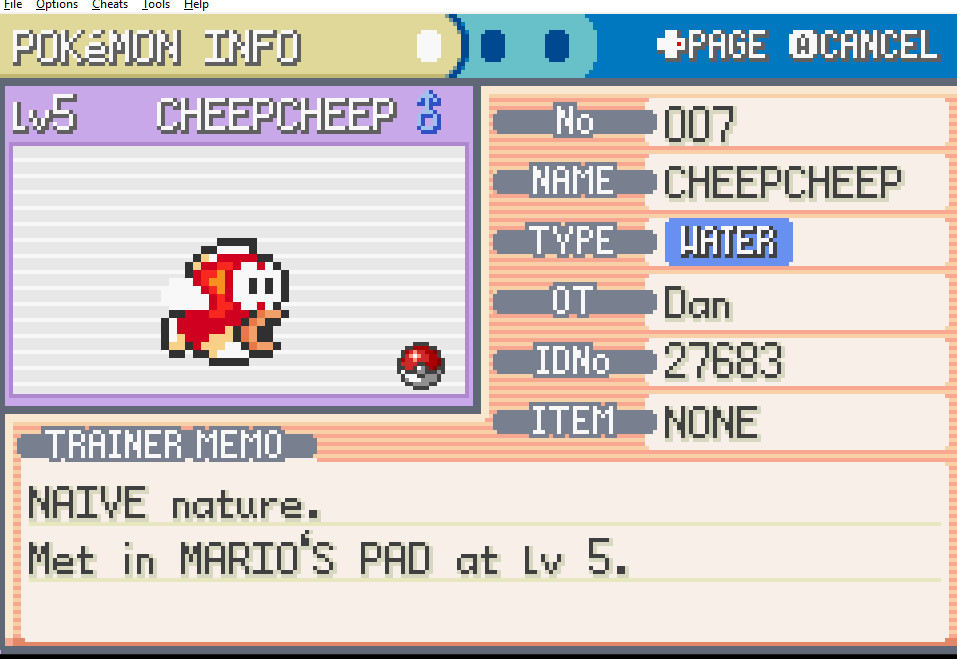 File Options Cheats Tools Help
POKéMON INFO PAGE A CANCEL
Lv5 CHEEPCHEEP ♂
No 007
NAME CHEEPCHEEP
TYPE WATER
OT Dan
IDNo 27683
ITEM NONE
TRAINER MEMO
NAIVE nature.
Met in MARIO‘S PAD at Lv 5.